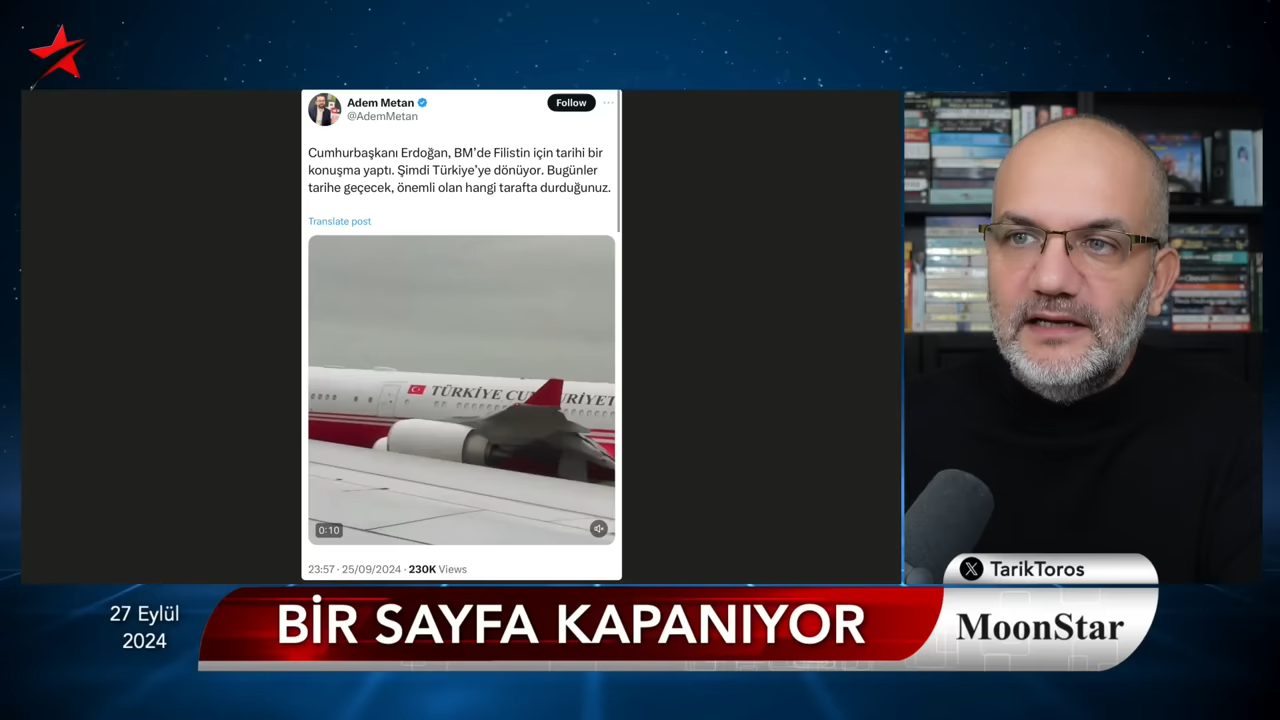 Adem Metan
@AdemMetan
Follow
Cumhurbaşkanı Erdoğan, BM'de Filistin için tarihi bir
konuşma yaptı. Şimdi Türkiye'ye dönüyor. Bugünler
tarihe geçecek, önemli olan hangi tarafta durduğunuz.
Translate post
TÜRKİYE CU RİYET
0:10
23:57 · 25/09/2024 · 230K Views
X TarikToros
27 Eylül
2024
BİR SAYFA KAPANIYOR
MoonStar